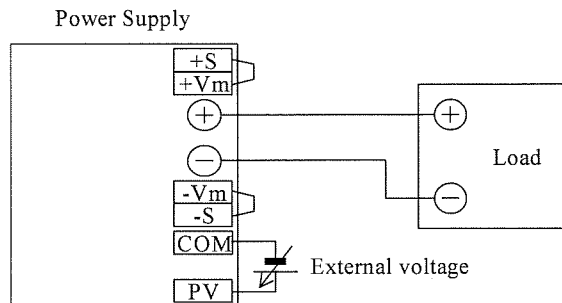 Power Supply
+S
+Vm
+
+
Load
−
−
-Vm
-S
COM
External voltage
PV